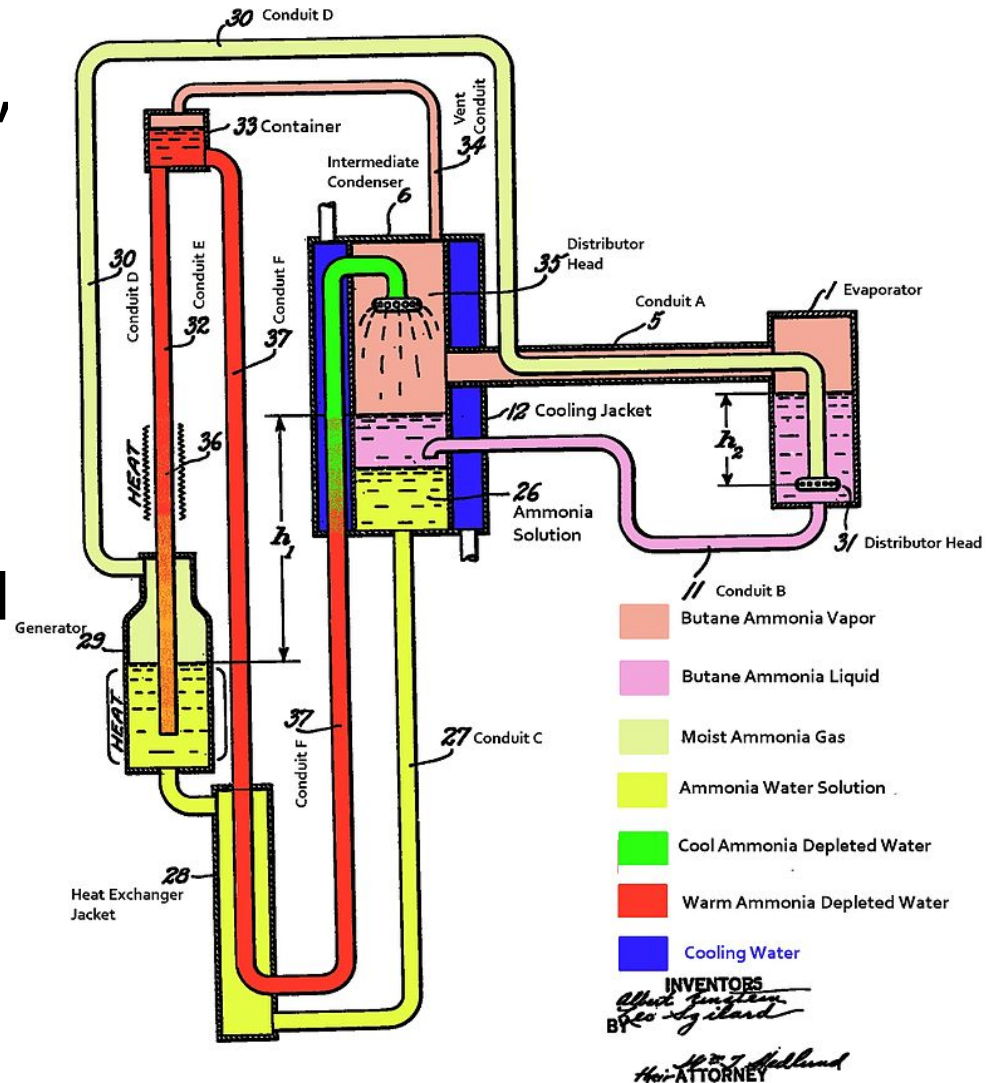 30 Conduit D
33 Container
Vent
Conduit
34
Intermediate
Condenser
6
Distributor
Head
35
30
Conduit D
Conduit E
Conduit F
32
37
Conduit A
5
1 Evaporator
12 Cooling Jacket
h2
HEAT
36
26
Ammonia
Solution
h1
31 Distributor Head
11 Conduit B
Generator
29
HEAT
37
Conduit F
27 Conduit C
28
Heat Exchanger
Jacket
Butane Ammonia Vapor
Butane Ammonia Liquid
Moist Ammonia Gas
Ammonia Water Solution
Cool Ammonia Depleted Water
Warm Ammonia Depleted Water
Cooling Water
INVENTORS
Albert Einstein
Leo Szilard
BY
their ATTORNEY